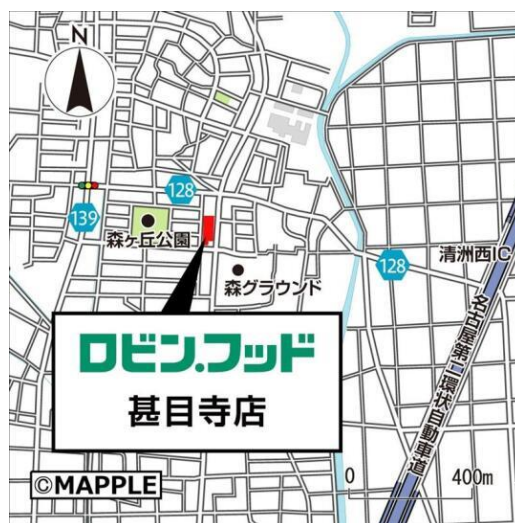 N
128
139
森ヶ丘公園
森グラウンド
128
清洲西IC
名古屋第二環状自動車道
ロビン.フッド
甚目寺店
©MAPPLE
0 400m